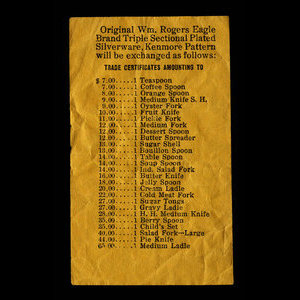 Original Wm. Rogers Eagle
Brand Triple Sectional Plated
Silverware, Kenmore Pattern
will be exchanged as follows:
TRADE CERTIFICATES AMOUNTING TO
$ 7.00.....1 Teaspoon
7.00.....1 Coffee Spoon
8.00.....1 Orange Spoon
9.00.....1 Medium Knife S. H.
9.00.....1 Oyster Fork
10.00.....1 Fruit Knife
11.00.....1 Pickle Fork
12.00.....1 Medium Fork
12.00.....1 Dessert Spoon
12.00.....1 Butter Spreader
13.00.....1 Sugar Shell
13.00.....1 Bouillon Spoon
14.00.....1 Table Spoon
14.00.....1 Soup Spoon
14.00.....1 Ind. Salad Fork
16.00.....1 Butter Knife
18.00.....1 Jelly Spoon
20.00.....1 Cream Ladle
22.00.....1 Cold Meat Fork
27.00.....1 Sugar Tongs
27.00.....1 Gravy Ladle
28.00.....1 H. H. Medium Knife
35.00.....1 Berry Spoon
35.00.....1 Child's Set
40.00.....1 Salad Fork—Large
44.00.....1 Pie Knife
65.00.....1 Medium Ladle